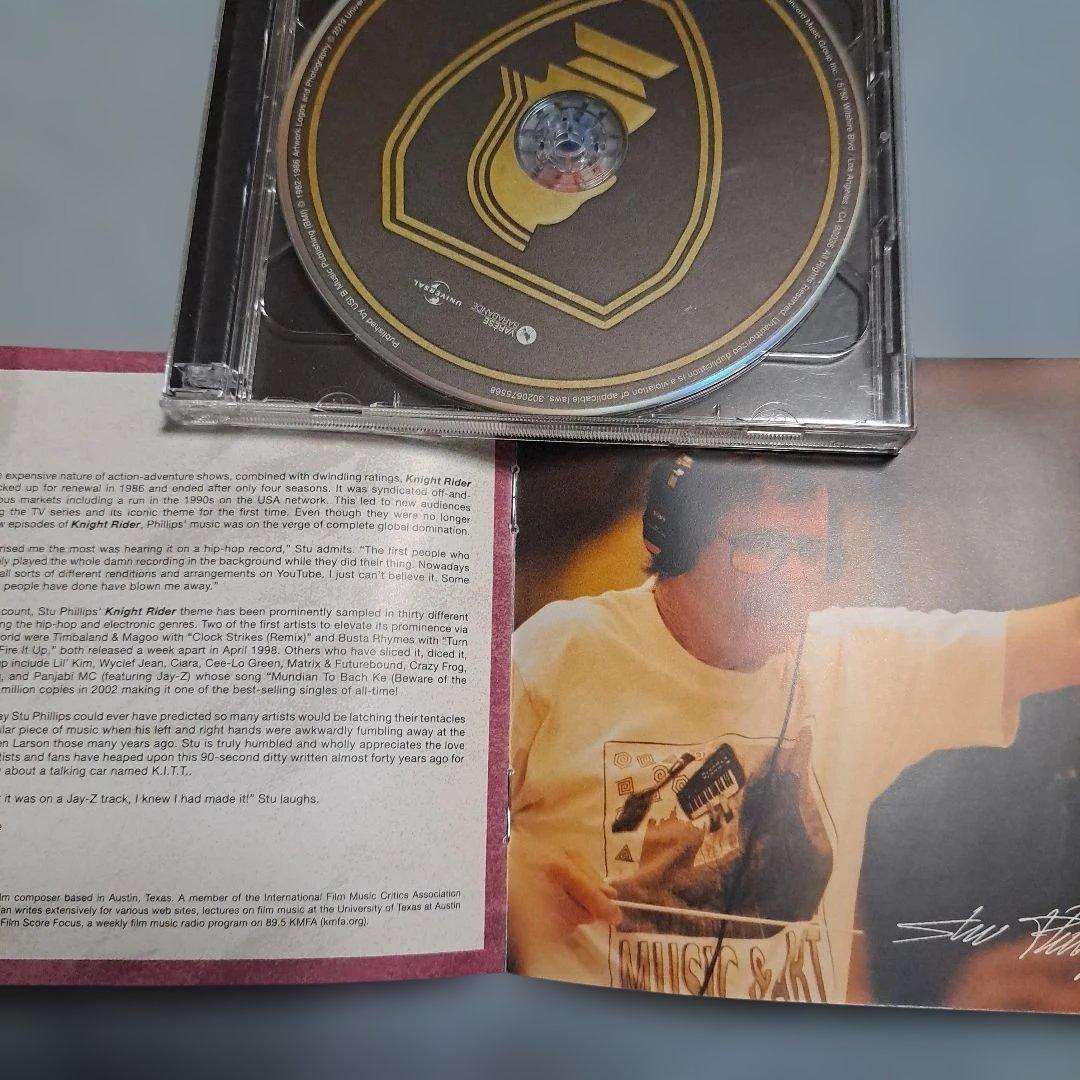 © 1982-1986 Artwork Logos and Photography © 2019 Univer
Published by USI B Music Publishing (BMI)
Concord Music Group Inc. / 5750 Wilshire Blvd / Los Angeles / CA 90036 All Rights Reserved. Unauthorized duplication is a violation of applicable laws. 3020675568
UNIVERSAL
VARÈSE
SARABANDE
expensive nature of action-adventure shows, combined with dwindling ratings, Knight Rider
cked up for renewal in 1986 and ended after only four seasons. It was syndicated off-and-
ous markets including a run in the 1990s on the USA network. This led to new audiences
g the TV series and its iconic theme for the first time. Even though they were no longer
w episodes of Knight Rider, Phillips' music was on the verge of complete global domination.
rised me the most was hearing it on a hip-hop record," Stu admits. "The first people who
ly played the whole damn recording in the background while they did their thing. Nowadays
all sorts of different renditions and arrangements on YouTube. I just can't believe it. Some
people have done have blown me away."
count, Stu Phillips' Knight Rider theme has been prominently sampled in thirty different
ng the hip-hop and electronic genres. Two of the first artists to elevate its prominence via
orld were Timbaland & Magoo with "Clock Strikes (Remix)" and Busta Rhymes with "Turn
Fire It Up," both released a week apart in April 1998. Others who have sliced it, diced it,
p include Lil' Kim, Wyclef Jean, Ciara, Cee-Lo Green, Matrix & Futurebound, Crazy Frog,
, and Panjabi MC (featuring Jay-Z) whose song "Mundian To Bach Ke (Beware of the
million copies in 2002 making it one of the best-selling singles of all-time!
ay Stu Phillips could ever have predicted so many artists would be latching their tentacles
ular piece of music when his left and right hands were awkwardly fumbling away at the
en Larson those many years ago. Stu is truly humbled and wholly appreciates the love
tists and fans have heaped upon this 90-second ditty written almost forty years ago for
about a talking car named K.I.T.T..
it was on a Jay-Z track, I knew I had made it!" Stu laughs.
e
lm composer based in Austin, Texas. A member of the International Film Music Critics Association
an writes extensively for various web sites, lectures on film music at the University of Texas at Austin
Film Score Focus, a weekly film music radio program on 89.5 KMFA (kmfa.org).
MUSIC &
Stu